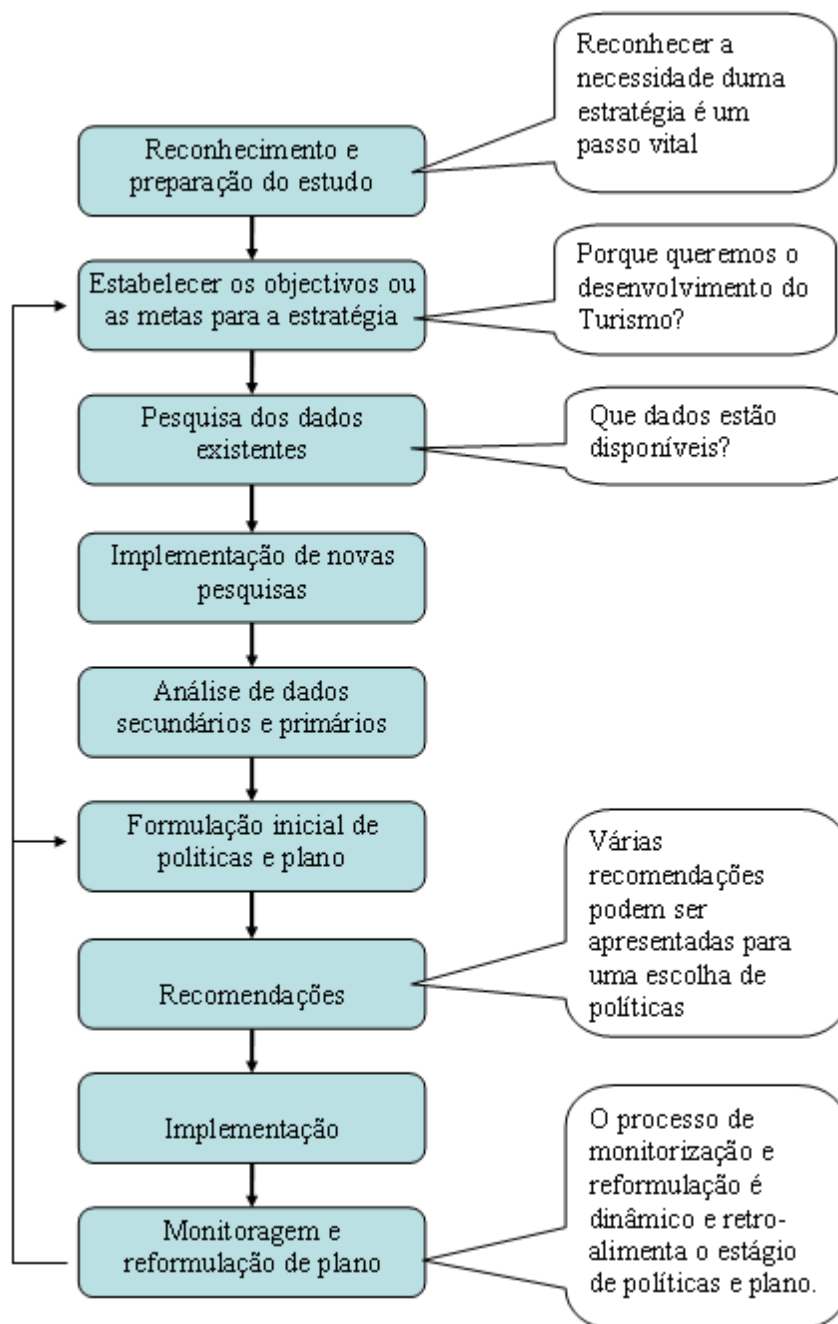 Reconhecer a
necessidade duma
estratégia é um
passo vital
Reconhecimento e
preparação do estudo
Porque queremos o
desenvolvimento do
Turismo?
Estabelecer os objectivos ou
as metas para a estratégia
Que dados estão
disponíveis?
Pesquisa dos dados
existentes
Implementação de novas
pesquisas
Análise de dados
secundários e primários
Formulação inicial de
politicas e plano
Várias
recomendações
podem ser
apresentadas para
uma escolha de
políticas
Recomendações
Implementação
O processo de
monitorização e
reformulação é
dinâmico e retro-
alimenta o estágio
de políticas e plano.
Monitoragem e
reformulação de plano